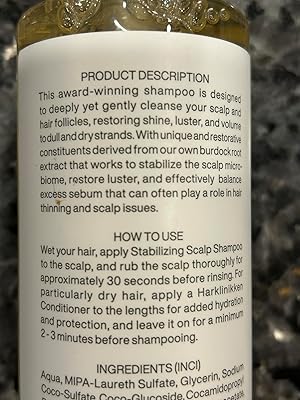 PRODUCT DESCRIPTION
This award-winning shampoo is designed
to deeply yet gently cleanse your scalp and
hair follicles, restoring shine, luster, and volume
to dull and dry strands. With unique and restorative
constituents derived from our own burdock root
extract that works to stabilize the scalp micro-
biome, restore luster, and effectively balance
excess sebum that can often play a role in hair
thinning and scalp issues.
HOW TO USE
Wet your hair, apply Stabilizing Scalp Shampoo
to the scalp, and rub the scalp thoroughly for
approximately 30 seconds before rinsing. For
particularly dry hair, apply a Harklinikken
Conditioner to the lengths for added hydration
and protection, and leave it on for a minimum
2-3 minutes before shampooing.
INGREDIENTS (INCI)
Aqua, MIPA-Laureth Sulfate, Glycerin, Sodium
Coco-Sulfate, Coco-Glucoside, Cocamidopropyl